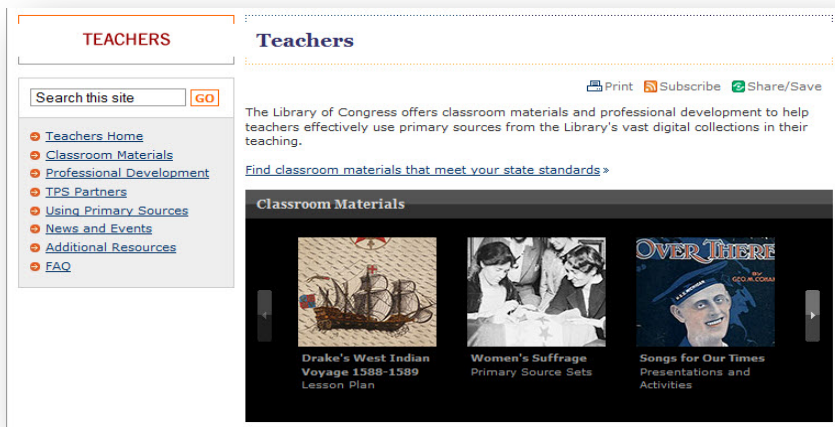 TEACHERS
Search this site GO
Teachers Home
Classroom Materials
Professional Development
TPS Partners
Using Primary Sources
News and Events
Additional Resources
FAQ
Teachers
Print Subscribe Share/Save
The Library of Congress offers classroom materials and professional development to help
teachers effectively use primary sources from the Library's vast digital collections in their
teaching.
Find classroom materials that meet your state standards »
Classroom Materials
OVER THERE
BY
GEO. M. COHAN
Drake's West Indian
Voyage 1588-1589
Lesson Plan
Women's Suffrage
Primary Source Sets
Songs for Our Times
Presentations and
Activities